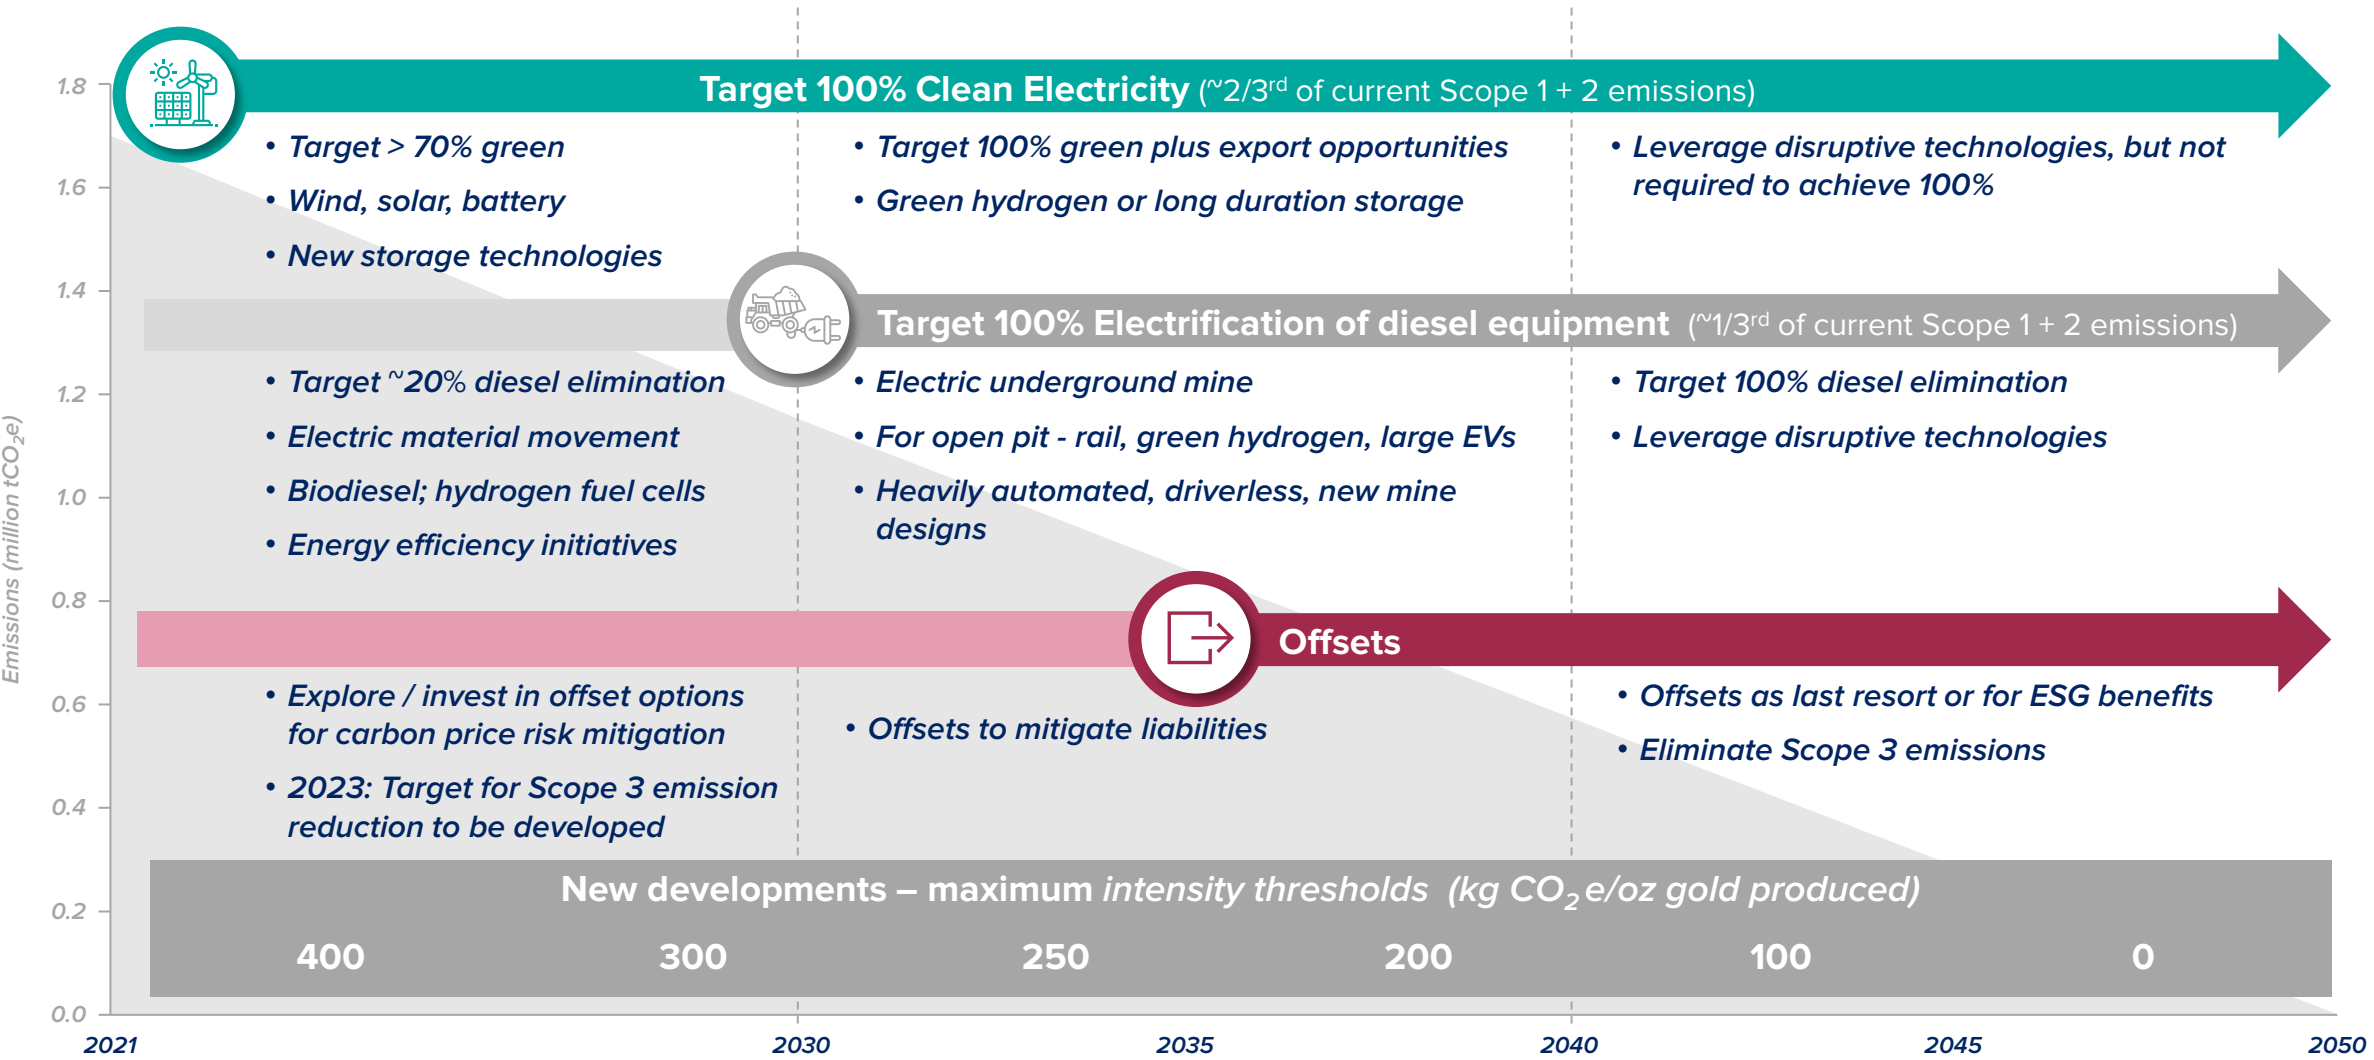 Target 100% Clean Electricity (~2/3rd of current Scope 1 + 2 emissions)
• Target > 70% green
• Wind, solar, battery
• New storage technologies
• Target 100% green plus export opportunities
• Green hydrogen or long duration storage
• Leverage disruptive technologies, but not
required to achieve 100%
Target 100% Electrification of diesel equipment (~1/3rd of current Scope 1 + 2 emissions)
• Target ~20% diesel elimination
• Electric material movement
• Biodiesel; hydrogen fuel cells
• Energy efficiency initiatives
• Electric underground mine
• For open pit - rail, green hydrogen, large EVs
• Heavily automated, driverless, new mine
designs
• Target 100% diesel elimination
• Leverage disruptive technologies
Offsets
• Explore / invest in offset options
for carbon price risk mitigation
• 2023: Target for Scope 3 emission
reduction to be developed
• Offsets to mitigate liabilities
• Offsets as last resort or for ESG benefits
• Eliminate Scope 3 emissions
New developments – maximum intensity thresholds (kg CO2 e/oz gold produced)
400 300 250 200 100 0
Emissions (million tCO2e)
1.8
1.6
1.4
1.2
1.0
0.8
0.6
0.4
0.2
0.0
2021 2030 2035 2040 2045 2050